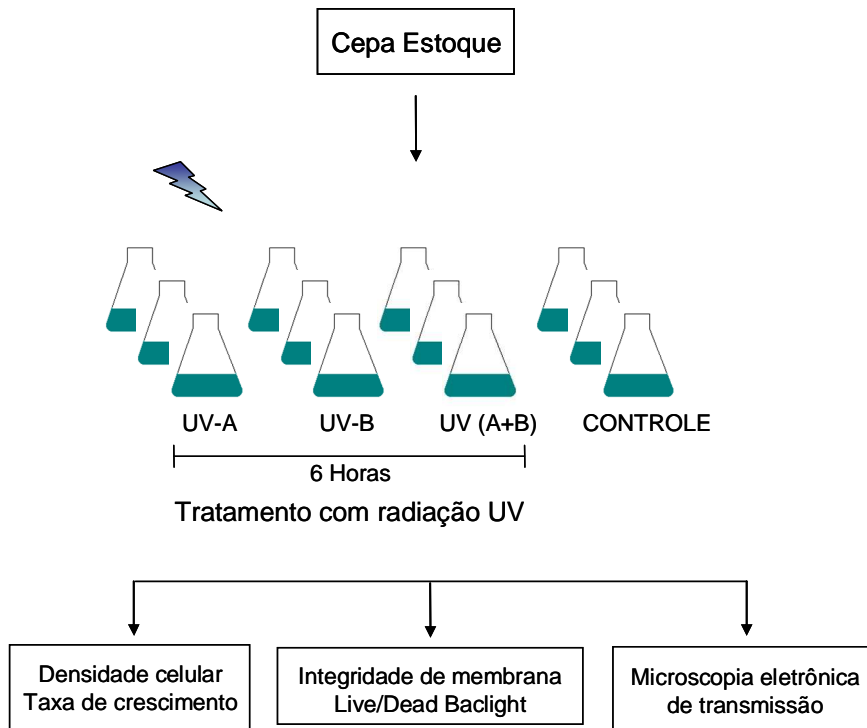 Cepa Estoque
UV-A
UV-B
UV (A+B)
CONTROLE
6 Horas
Tratamento com radiação UV
Densidade celular
Taxa de crescimento
Integridade de membrana
Live/Dead Baclight
Microscopia eletrônica
de transmissão